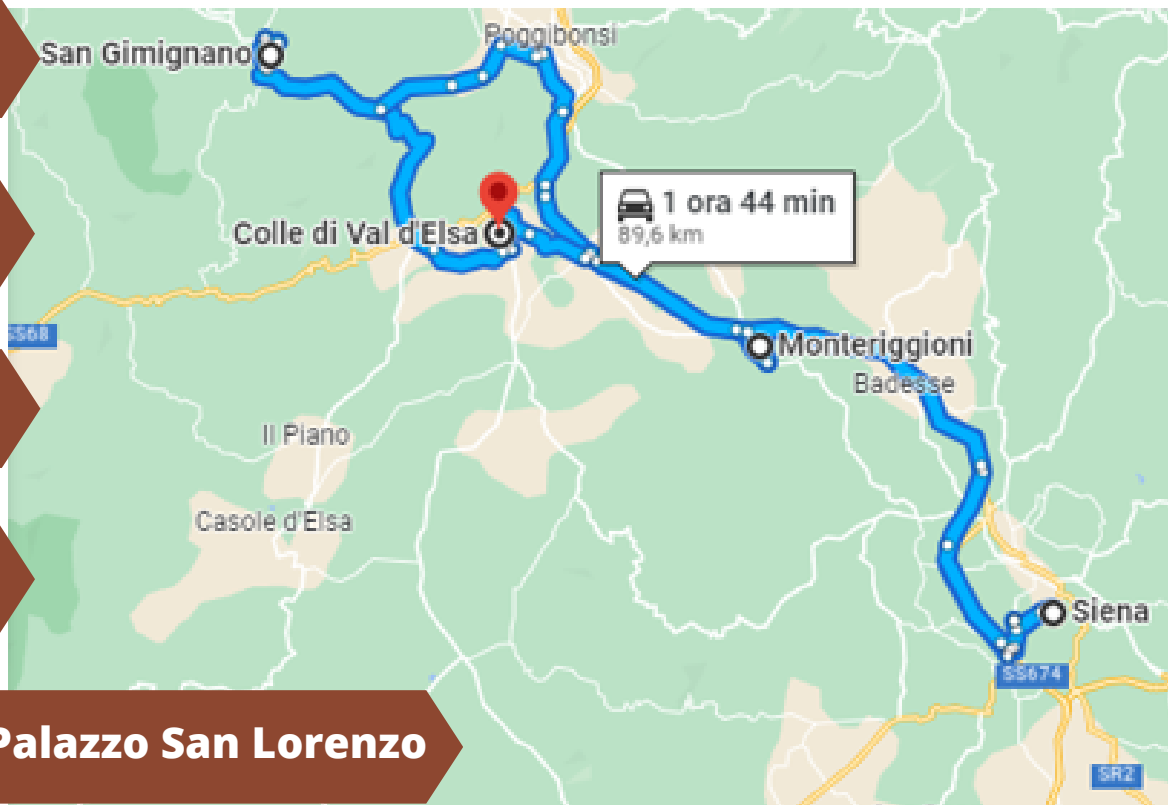 Poggibonsi
San Gimignano
1 ora 44 min
89,6 km
Colle di Val d'Elsa
SS68
Monteriggioni
Badesse
Il Piano
Casole d'Elsa
Siena
SS674
Palazzo San Lorenzo
SR2